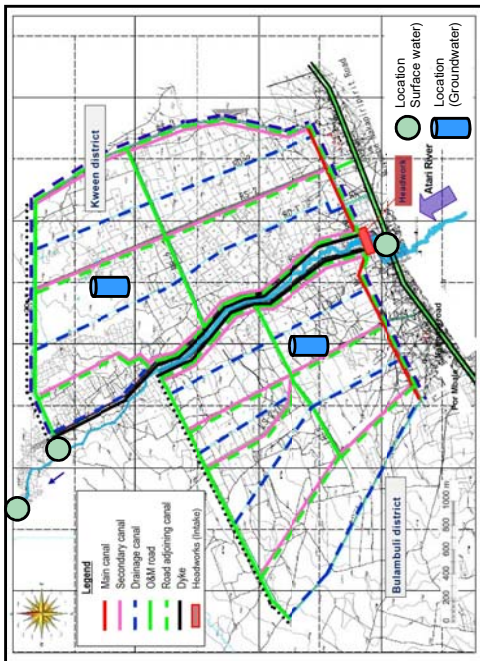 Kween district
Headwork
Atari River
Location
Surface water)
Location
(Groundwater)
Legend
Main canal
Secondary canal
Drainage canal
O&M road
Road adjoining canal
Dyke
Headworks (Intake)
Bulambuli district
0 200 400 600 800 1000 m